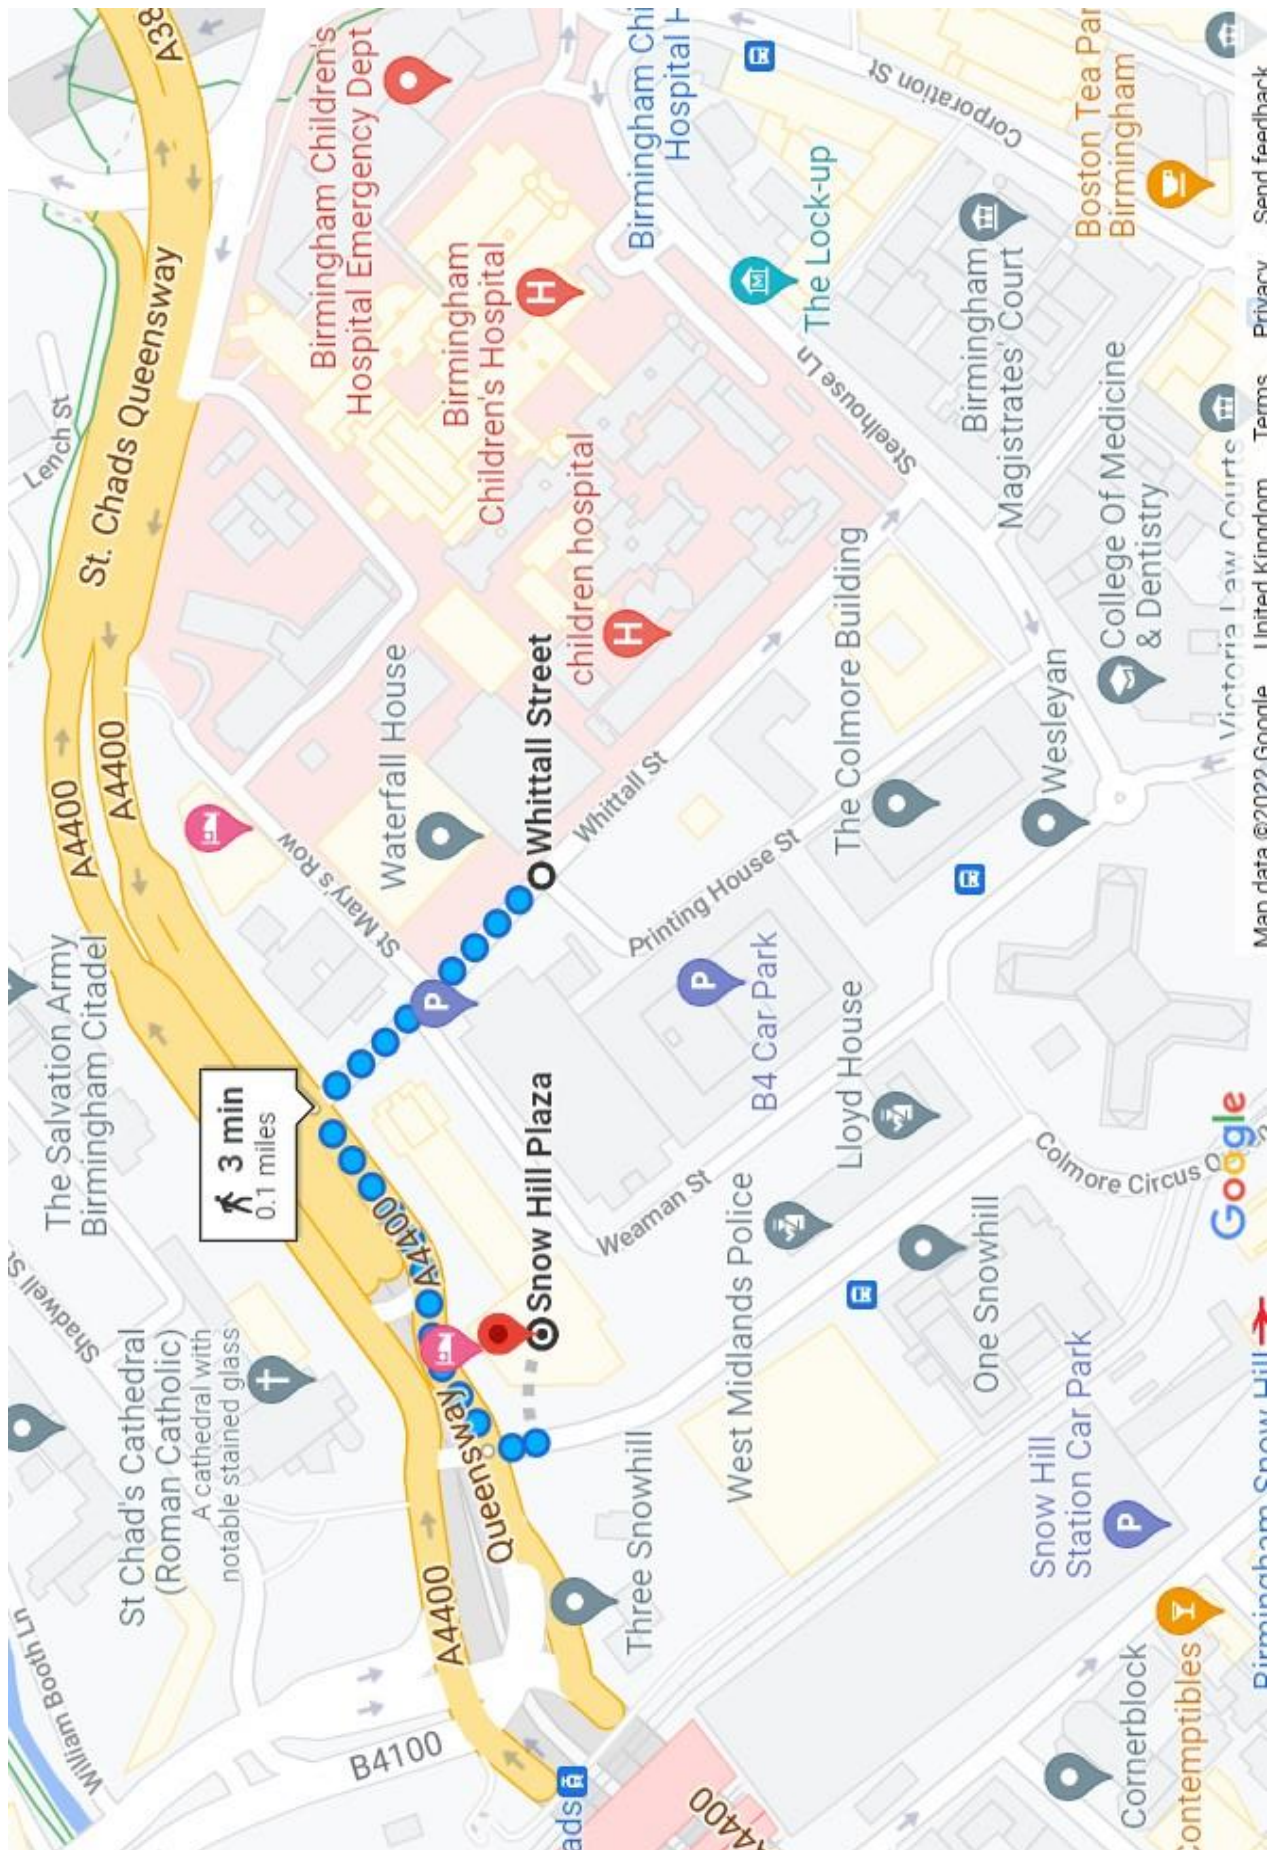 William Booth Ln
Shadwell St
The Salvation Army
Birmingham Citadel
Lench St
A38
St Chad's Cathedral
(Roman Catholic)
A cathedral with
notable stained glass
A4400
A4400
St. Chads Queensway
3 min
0.1 miles
B4100
A4400
Queensway
A4400
St Mary's Row
Waterfall House
Birmingham Children's
Hospital Emergency Dept
Birmingham
Children's Hospital
Snow Hill Plaza
Whittall Street
children hospital
H
H
P
ads
Three Snowhill
Weaman St
Whittall St
Printing House St
Birmingham Chi
Hospital H
A4400
West Midlands Police
B4 Car Park
P
The Lock-up
Steelhouse Ln
Lloyd House
The Colmore Building
Corporation St
One Snowhill
Birmingham
Magistrates' Court
Snow Hill
Station Car Park
P
Colmore Circus Q
Wesleyan
College Of Medicine
& Dentistry
Boston Tea Par
Birmingham
Cornerblock
Contemptibles
Google
Victoria Law Courts
Birmingham Snow Hill
Map data ©2022 Google
United Kingdom
Terms
Privacy
Send feedback